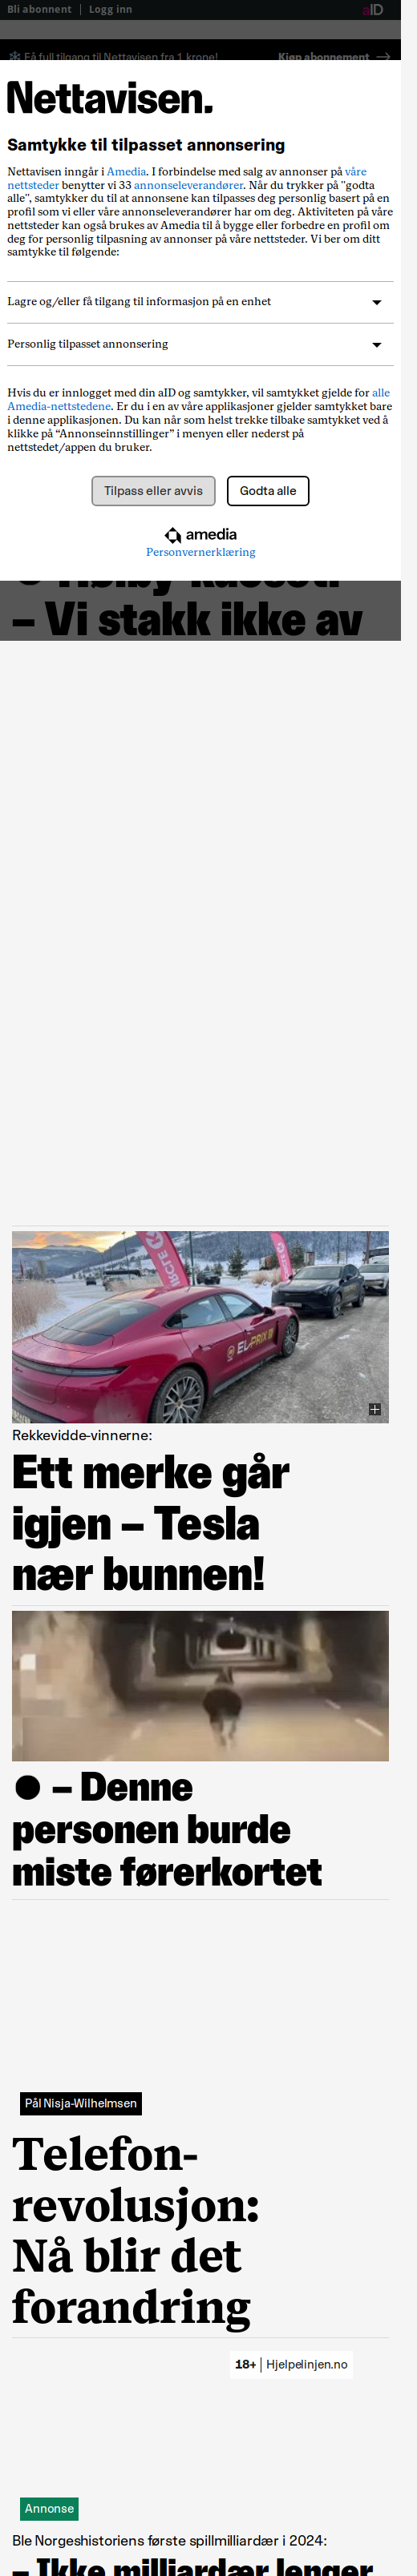 Bli abonnent | Logg inn
aID
Få full tilgang til Nettavisen fra 1 krone!
Kjøp abonnement →
Nettavisen.
Samtykke til tilpasset annonsering
Nettavisen inngår i Amedia. I forbindelse med salg av annonser på våre
nettsteder benytter vi 33 annonseleverandører. Når du trykker på "godta
alle", samtykker du til at annonsene kan tilpasses deg personlig basert på en
profil som vi eller våre annonseleverandører har om deg. Aktiviteten på våre
nettsteder kan også brukes av Amedia til å bygge eller forbedre en profil om
deg for personlig tilpasning av annonser på våre nettsteder. Vi ber om ditt
samtykke til følgende:
Lagre og/eller få tilgang til informasjon på en enhet
Personlig tilpasset annonsering
Hvis du er innlogget med din aID og samtykker, vil samtykket gjelde for alle
Amedia-nettstedene. Er du i en av våre applikasjoner gjelder samtykket bare
i denne applikasjonen. Du kan når som helst trekke tilbake samtykket ved å
klikke på “Annonseinnstillinger” i menyen eller nederst på
nettstedet/appen du bruker.
Tilpass eller avvis
Godta alle
amedia
Personvernerklæring
– Vi stakk ikke av
EL-PRIX
Rekkevidde-vinnerne:
Ett merke går
igjen – Tesla
nær bunnen!
● – Denne
personen burde
miste førerkortet
Pål Nisja-Wilhelmsen
Telefon-
revolusjon:
Nå blir det
forandring
18+ | Hjelpelinjen.no
Annonse
Ble Norgeshistoriens første spillmilliardær i 2024:
– Ikke milliardær lenger